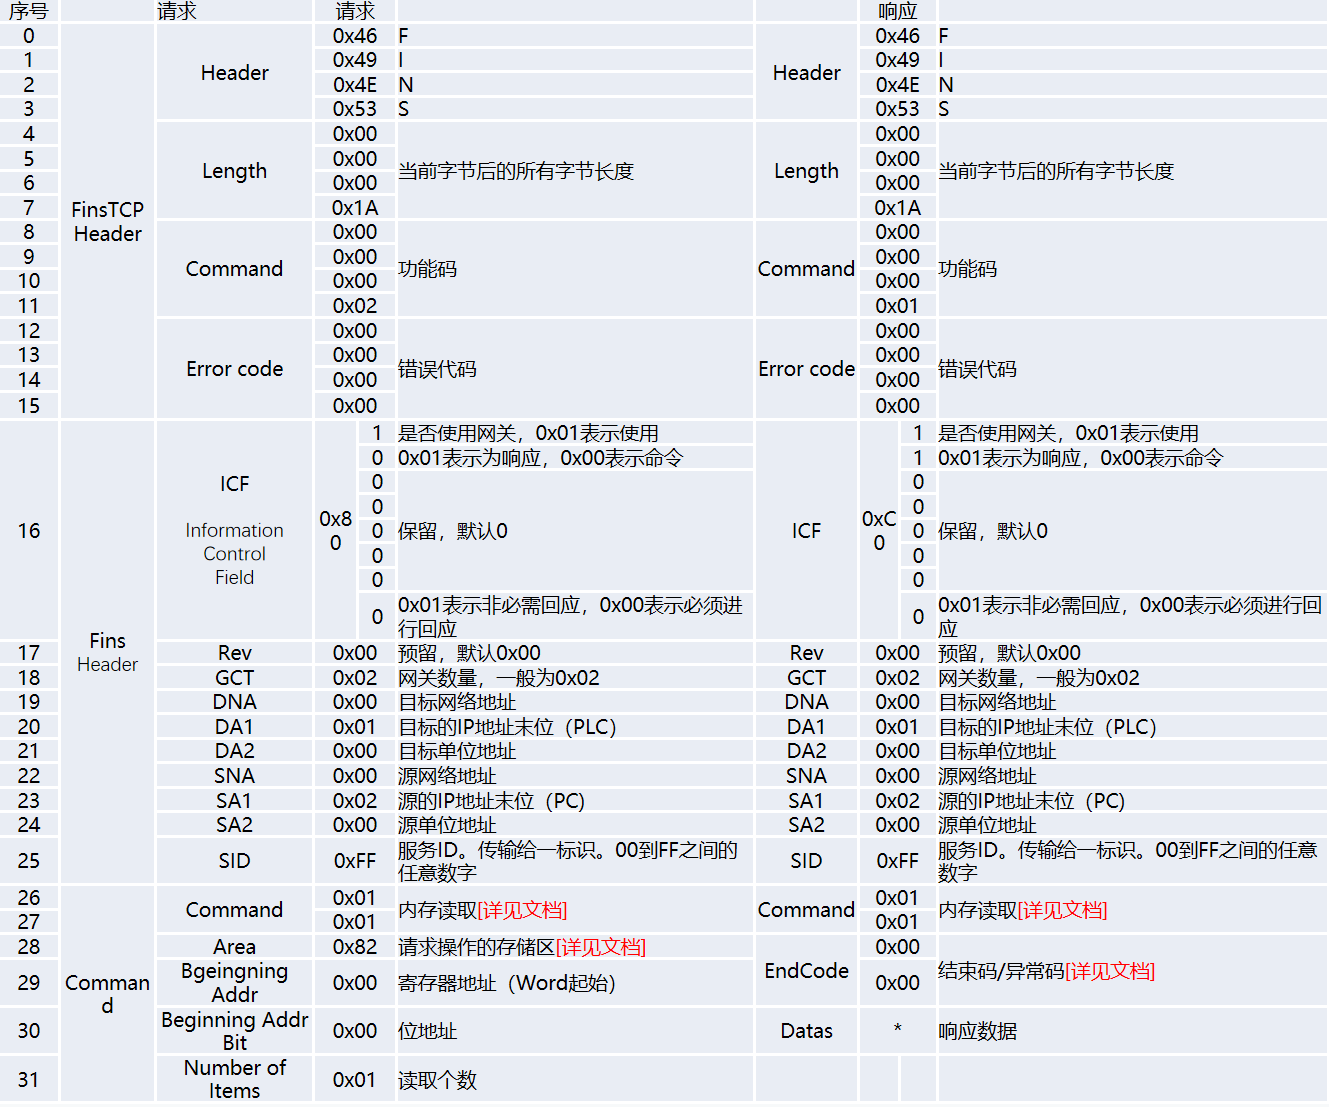 序号 请求 请求 响应
0 0x46 F 0x46 F
1 0x49 I 0x49 I
Header Header
2 0x4E N 0x4E N
3 0x53 S 0x53 S
4 0x00 0x00
5 0x00 0x00
Length 当前字节后的所有字节长度 Length 当前字节后的所有字节长度
6 0x00 0x00
7 0x1A 0x1A
FinsTCP
Header
8 0x00 0x00
9 0x00 0x00
Command 功能码 Command 功能码
10 0x00 0x00
11 0x02 0x01
12 0x00 0x00
13 0x00 0x00
Error code 错误代码 Error code 错误代码
14 0x00 0x00
15 0x00 0x00
1 是否使用网关，0x01表示使用 1 是否使用网关，0x01表示使用
0 0x01表示为响应，0x00表示命令 1 0x01表示为响应，0x00表示命令
ICF
0 0
0 0
16 Information 0x8 0 保留，默认0 ICF 0xC 0 保留，默认0
Control 0 0
Field
0 0
0 0
0 0x01表示非必需回应，0x00表示必须进 0 0x01表示非必需回应，0x00表示必须进行回
行回应 应
Fins
Header
17 Rev 0x00 预留，默认0x00 Rev 0x00 预留，默认0x00
18 GCT 0x02 网关数量，一般为0x02 GCT 0x02 网关数量，一般为0x02
19 DNA 0x00 目标网络地址 DNA 0x00 目标网络地址
20 DA1 0x01 目标的IP地址末位（PLC） DA1 0x01 目标的IP地址末位（PLC）
21 DA2 0x00 目标单位地址 DA2 0x00 目标单位地址
22 SNA 0x00 源网络地址 SNA 0x00 源网络地址
23 SA1 0x02 源的IP地址末位（PC) SA1 0x02 源的IP地址末位（PC)
24 SA2 0x00 源单位地址 SA2 0x00 源单位地址
25 SID 0xFF 服务ID。传输给一标识。00到FF之间的 SID 0xFF 服务ID。传输给一标识。00到FF之间的任意
任意数字 数字
26 0x01 0x01
Command 内存读取[详见文档] Command 内存读取[详见文档]
27 0x01 0x01
28 Area 0x82 请求操作的存储区[详见文档] 0x00
EndCode 结束码/异常码[详见文档]
Comman
d
29 Bgeingning 0x00 寄存器地址（Word起始） 0x00
Addr
30 Beginning Addr 0x00 位地址 Datas * 响应数据
Bit
31 Number of 0x01 读取个数
Items